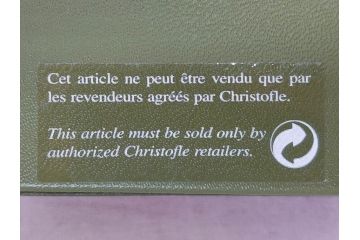 Cet article ne peut être vendu que par
les revendeurs agréés par Christofle.
This article must be sold only by
authorized Christofle retailers.